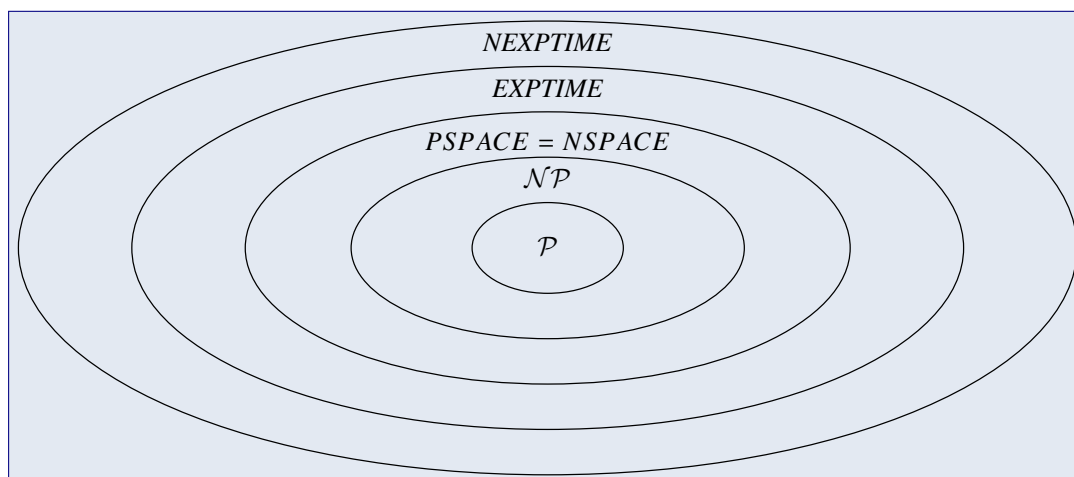 NEXPTIME
EXPTIME
PSPACE = NSPACE
𝒩𝒫
𝒫